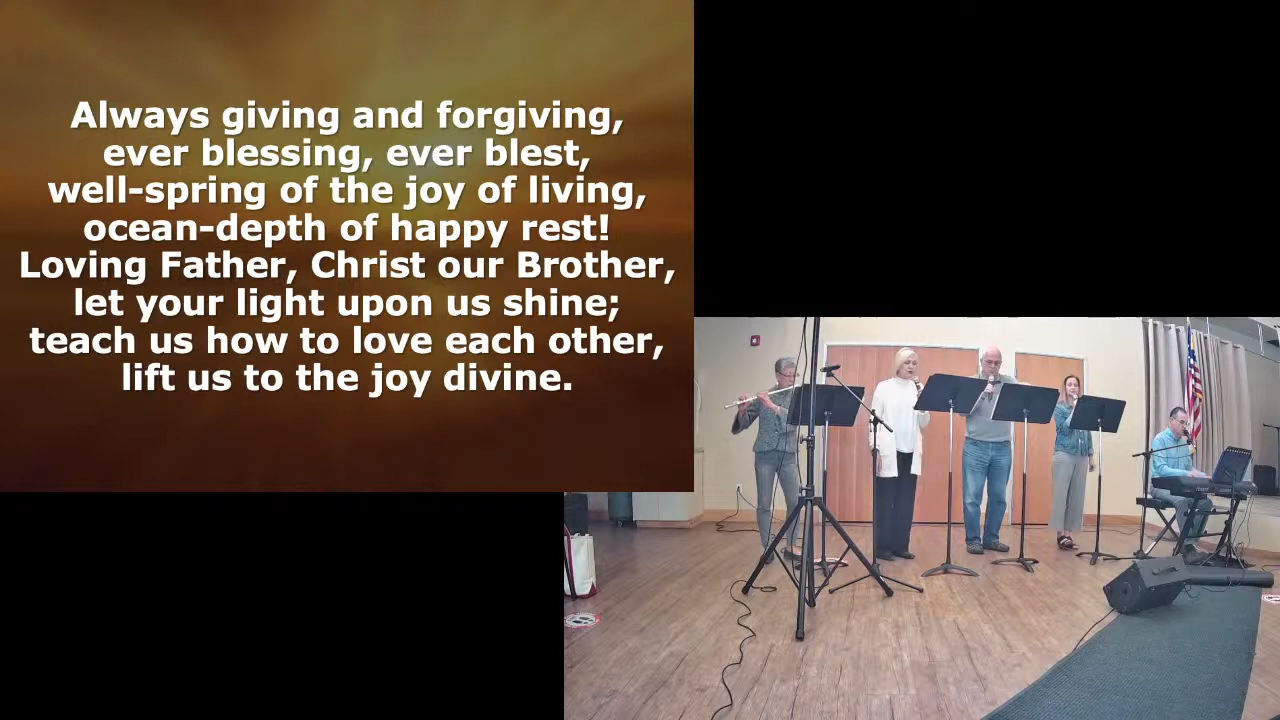 Always giving and forgiving,
ever blessing, ever blest,
well-spring of the joy of living,
ocean-depth of happy rest!
Loving Father, Christ our Brother,
let your light upon us shine;
teach us how to love each other,
lift us to the joy divine.